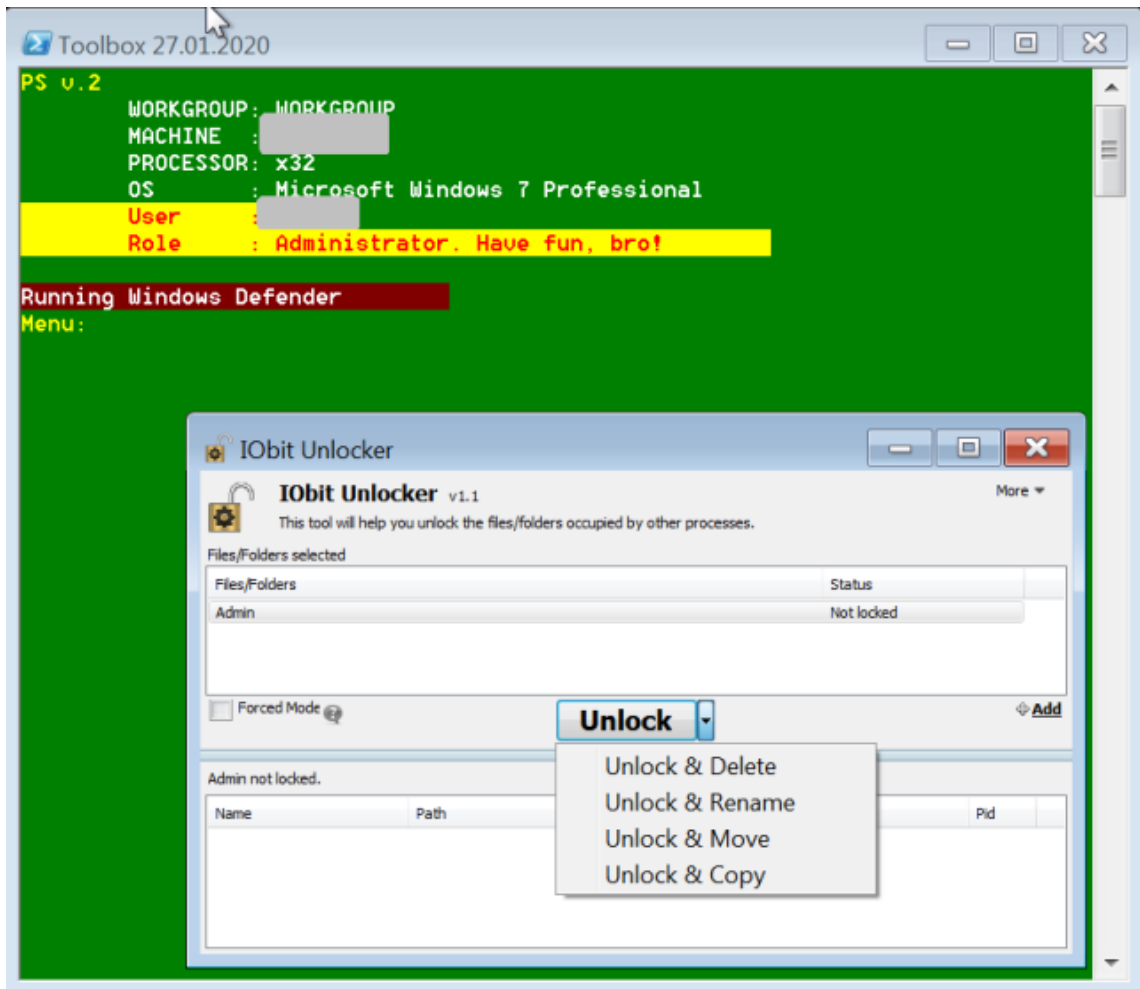 Toolbox 27.01.2020
PS v.2
WORKGROUP: WORKGROUP
MACHINE :
PROCESSOR: x32
OS : Microsoft Windows 7 Professional
User :
Role : Administrator. Have fun, bro!
Running Windows Defender
Menu:
IObit Unlocker
IObit Unlocker v1.1
More
This tool will help you unlock the files/folders occupied by other processes.
Files/Folders selected
Files/Folders Status
Admin Not locked
Forced Mode
Unlock
Add
Unlock & Delete
Unlock & Rename
Unlock & Move
Unlock & Copy
Admin not locked.
Name Path Pid